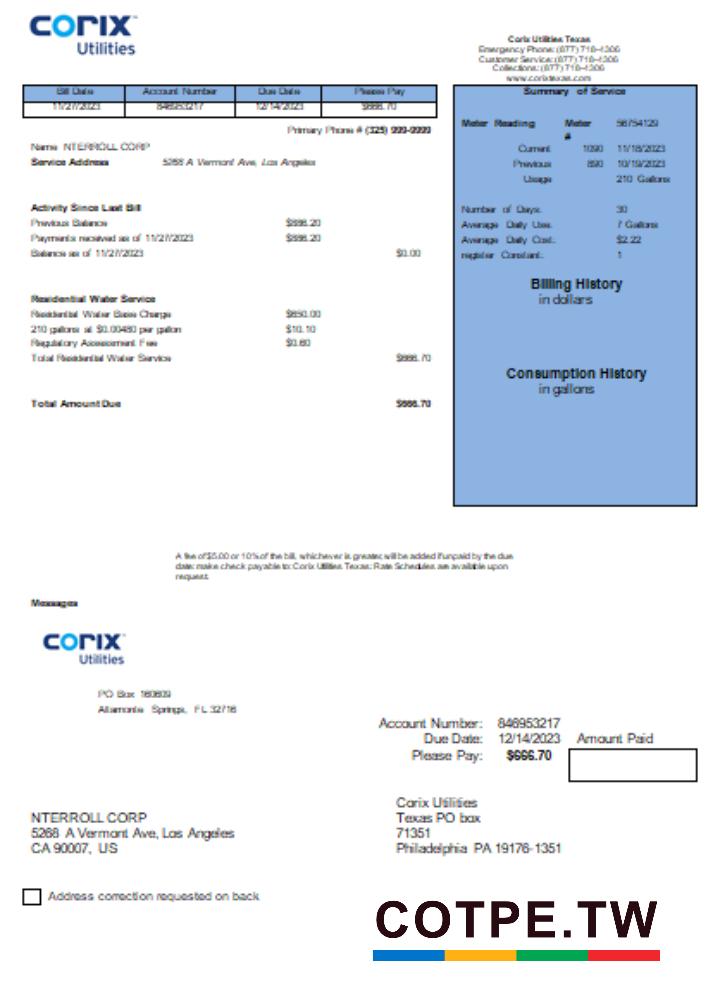 CORIX
Utilities
Corix Utilities Texas
Emergency Phone: (877) 718-4306
Customer Service: (877) 718-4306
Collections: (877) 718-4306
www.corixtexas.com
Bill Date Account Number Due Date Please Pay
11/27/2023 846953217 12/14/2023 $666.70
Primary Phone # (325) 999-9999
Name NTERROLL CORP
Service Address 5268 A Vermont Ave, Los Angeles
Activity Since Last Bill
Previous Balance $666.20
Payments received as of 11/27/2023 $666.20
Balance as of 11/27/2023 $0.00
Residential Water Service
Residential Water Base Charge $650.00
210 gallons at $0.00480 per gallon $10.10
Regulatory Assessment Fee $0.60
Total Residential Water Service $666.70
Total Amount Due $666.70
Summary of Service
Meter Reading Meter # 56754129
Current 1090 11/18/2023
Previous 890 10/19/2023
Usage 210 Gallons
Number of Days: 30
Average Daily Use: 7 Gallons
Average Daily Cost: $2.22
register Constant: 1
Billing History
in dollars
Consumption History
in gallons
A fee of $5.00 or 10% of the bill, whichever is greater, will be added if unpaid by the due
date: make check payable to: Corix Utilities Texas: Rate Schedules are available upon
request.
Messages
CORIX
Utilities
PO Box 160609
Altamonte Springs, FL 32716
Account Number: 846953217
Due Date: 12/14/2023 Amount Paid
Please Pay: $666.70
NTERROLL CORP
5268 A Vermont Ave, Los Angeles
CA 90007, US
Corix Utilities
Texas PO box
71351
Philadelphia PA 19176-1351
Address correction requested on back
COTPE.TW